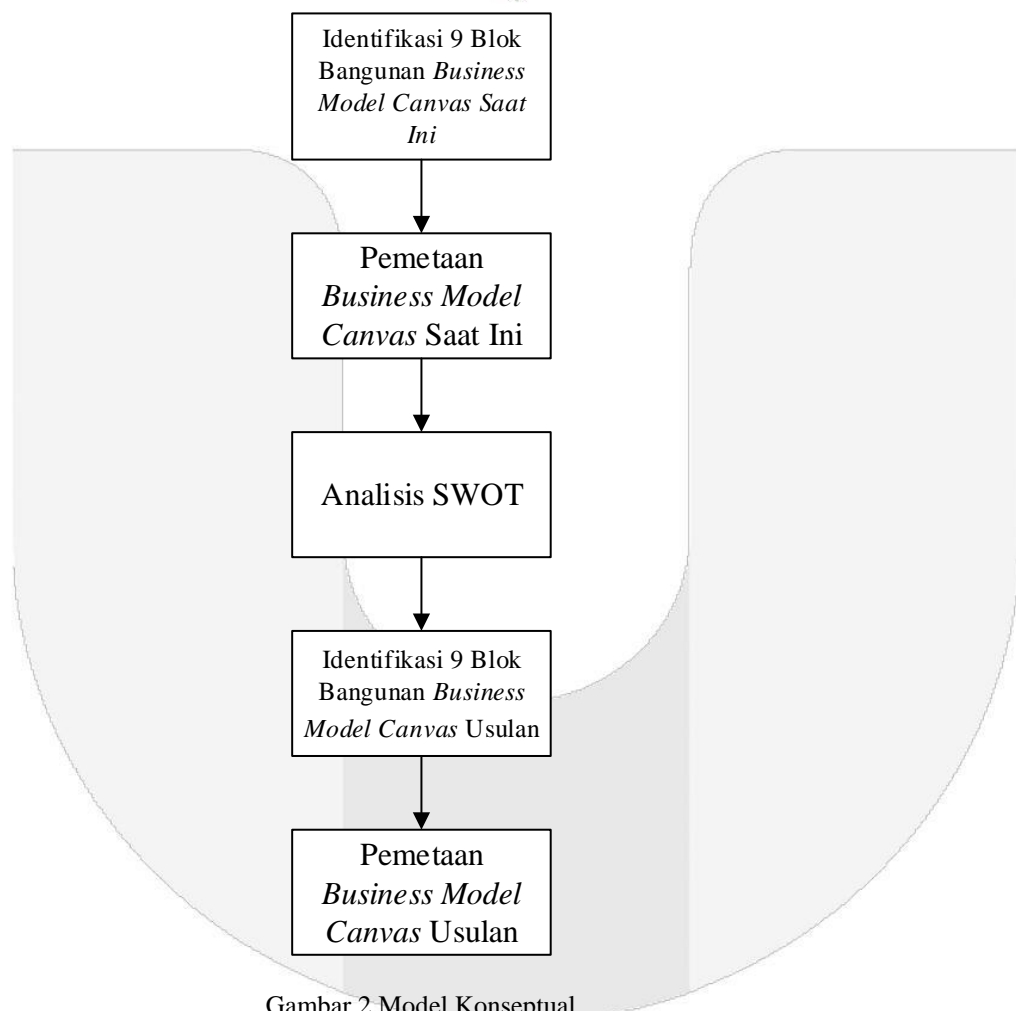 Identifikasi 9 Blok
Bangunan Business
Model Canvas Saat
Ini
Pemetaan
Business Model
Canvas Saat Ini
Analisis SWOT
Identifikasi 9 Blok
Bangunan Business
Model Canvas Usulan
Pemetaan
Business Model
Canvas Usulan
Gambar 2 Model Konseptual